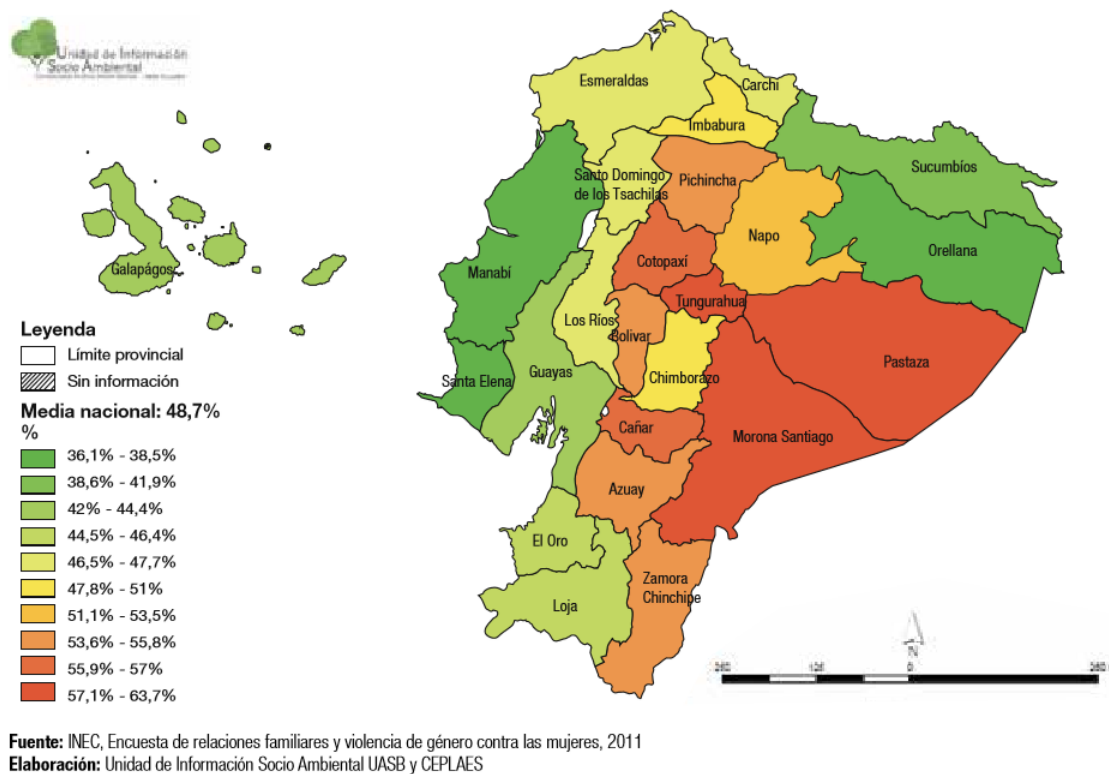 Unidad de Información
Socio Ambiental
Esmeraldas
Carchi
Imbabura
Sucumbíos
Santo Domingo
de los Tsachilas
Pichincha
Napo
Orellana
Galapágos
Manabí
Cotopaxí
Tungurahua
Los Ríos
Bolivar
Pastaza
Guayas
Santa Elena
Chimborazo
Cañar
Morona Santiago
Azuay
El Oro
Zamora
Chinchipe
Loja
Leyenda
Límite provincial
Sin información
Media nacional: 48,7%
%
36,1% - 38,5%
38,6% - 41,9%
42% - 44,4%
44,5% - 46,4%
46,5% - 47,7%
47,8% - 51%
51,1% - 53,5%
53,6% - 55,8%
55,9% - 57%
57,1% - 63,7%
N
Fuente: INEC, Encuesta de relaciones familiares y violencia de género contra las mujeres, 2011
Elaboración: Unidad de Información Socio Ambiental UASB y CEPLAES